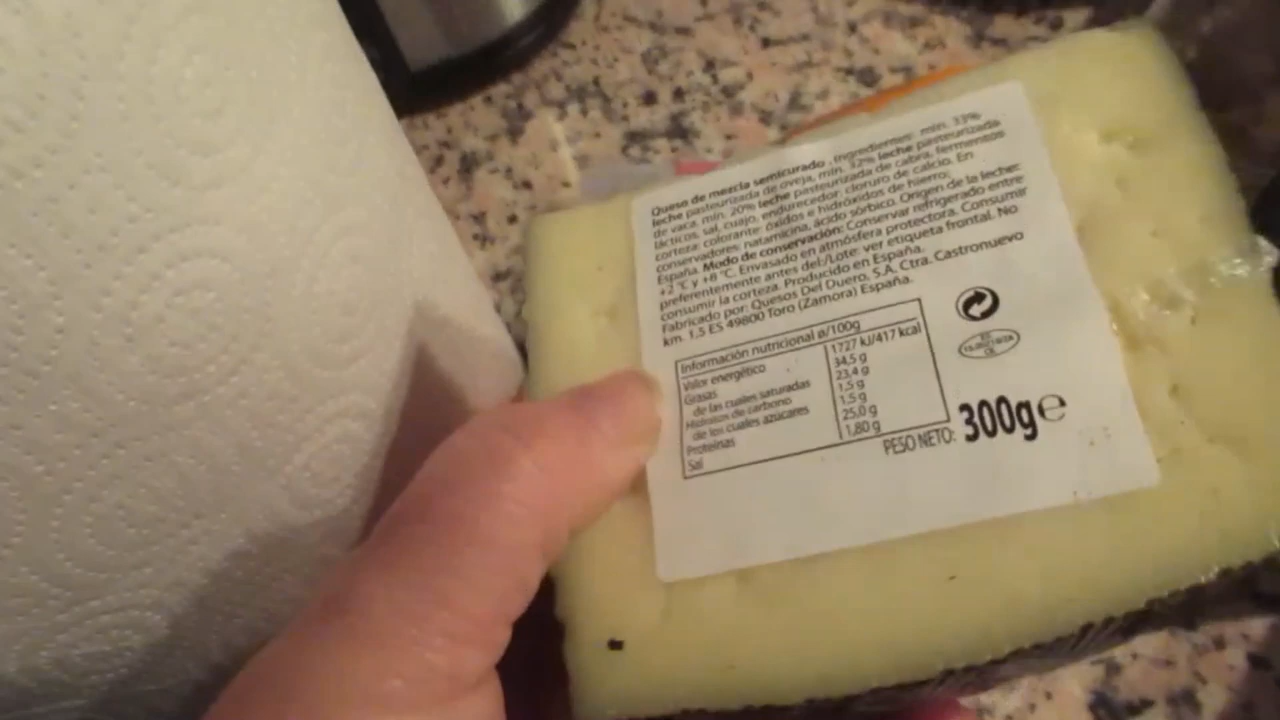 Queso de mezcla semicurado. Ingredientes: mín. 33%
leche pasteurizada de oveja, mín. 32% leche pasteurizada
de vaca, mín. 20% leche pasteurizada de cabra, fermentos
lácticos, sal, cuajo, endurecedor: cloruro de calcio. En
corteza: colorante: óxidos e hidróxidos de hierro;
conservadores: natamicina, ácido sórbico. Origen de la leche:
España. Modo de conservación: Conservar refrigerado entre
+2 °C y +8 °C. Envasado en atmósfera protectora. Consumir
preferentemente antes del:/Lote: ver etiqueta frontal. No
consumir la corteza. Producido en España.
Fabricado por: Quesos Del Duero, S.A. Ctra. Castronuevo
km. 1,5 ES 49800 Toro (Zamora) España.
Información nutricional ø/100g
Valor energético 1727 kJ/417 kcal
Grasas 34,5 g
de las cuales saturadas 23,4 g
Hidratos de carbono 1,5 g
de los cuales azúcares 1,5 g
Proteínas 25,0 g
Sal 1,80 g
PESO NETO: 300g e